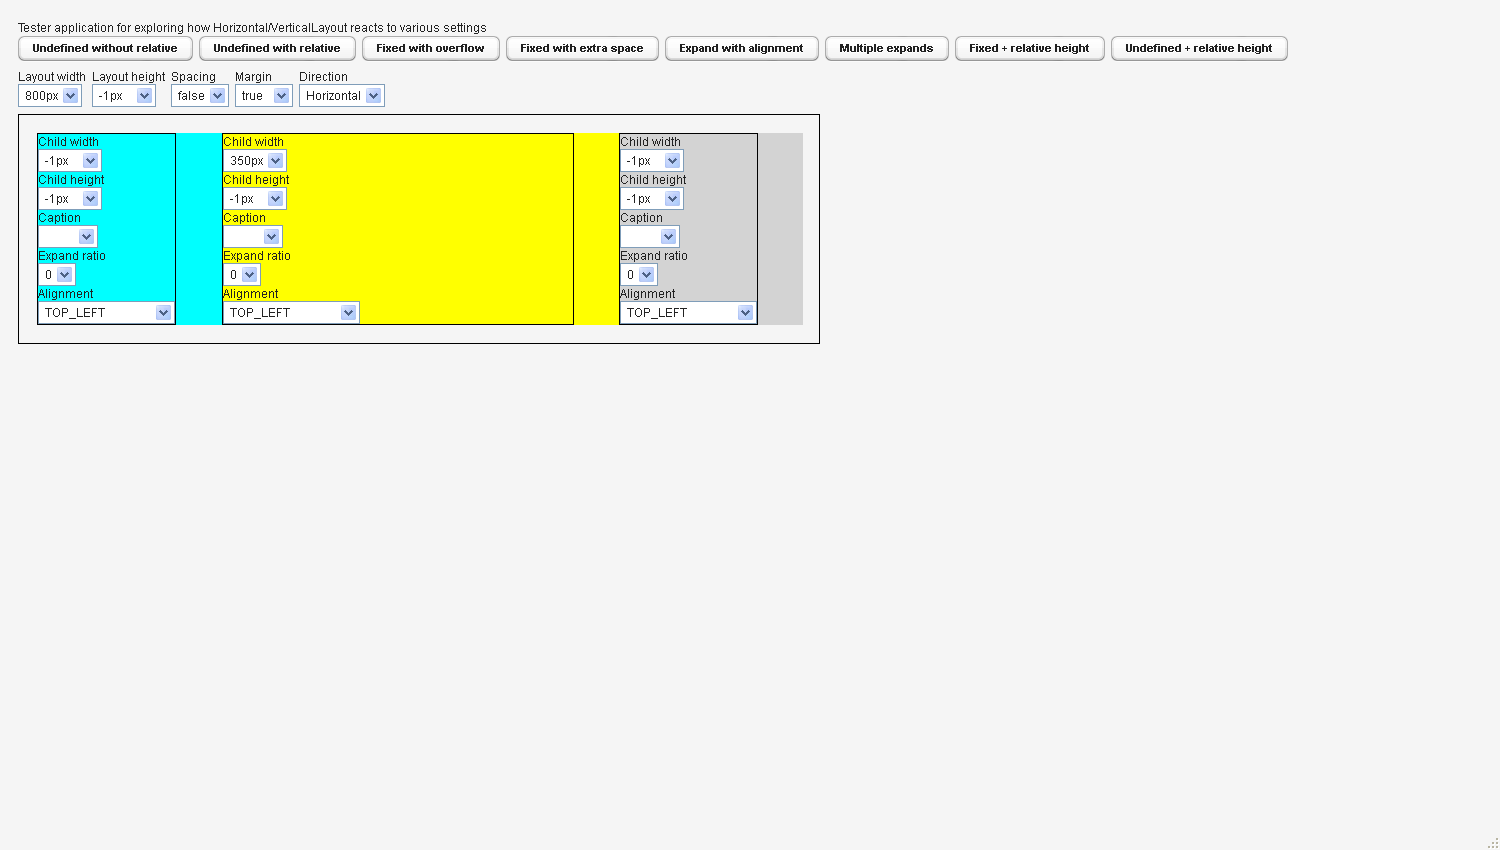 Tester application for exploring how Horizontal/VerticalLayout reacts to various settings
Undefined without relative Undefined with relative Fixed with overflow Fixed with extra space Expand with alignment Multiple expands Fixed + relative height Undefined + relative height
Layout width Layout height Spacing Margin Direction
800px -1px false true Horizontal
Child width Child width Child width
-1px 350px -1px
Child height Child height Child height
-1px -1px -1px
Caption Caption Caption
Expand ratio Expand ratio Expand ratio
0 0 0
Alignment Alignment Alignment
TOP_LEFT TOP_LEFT TOP_LEFT